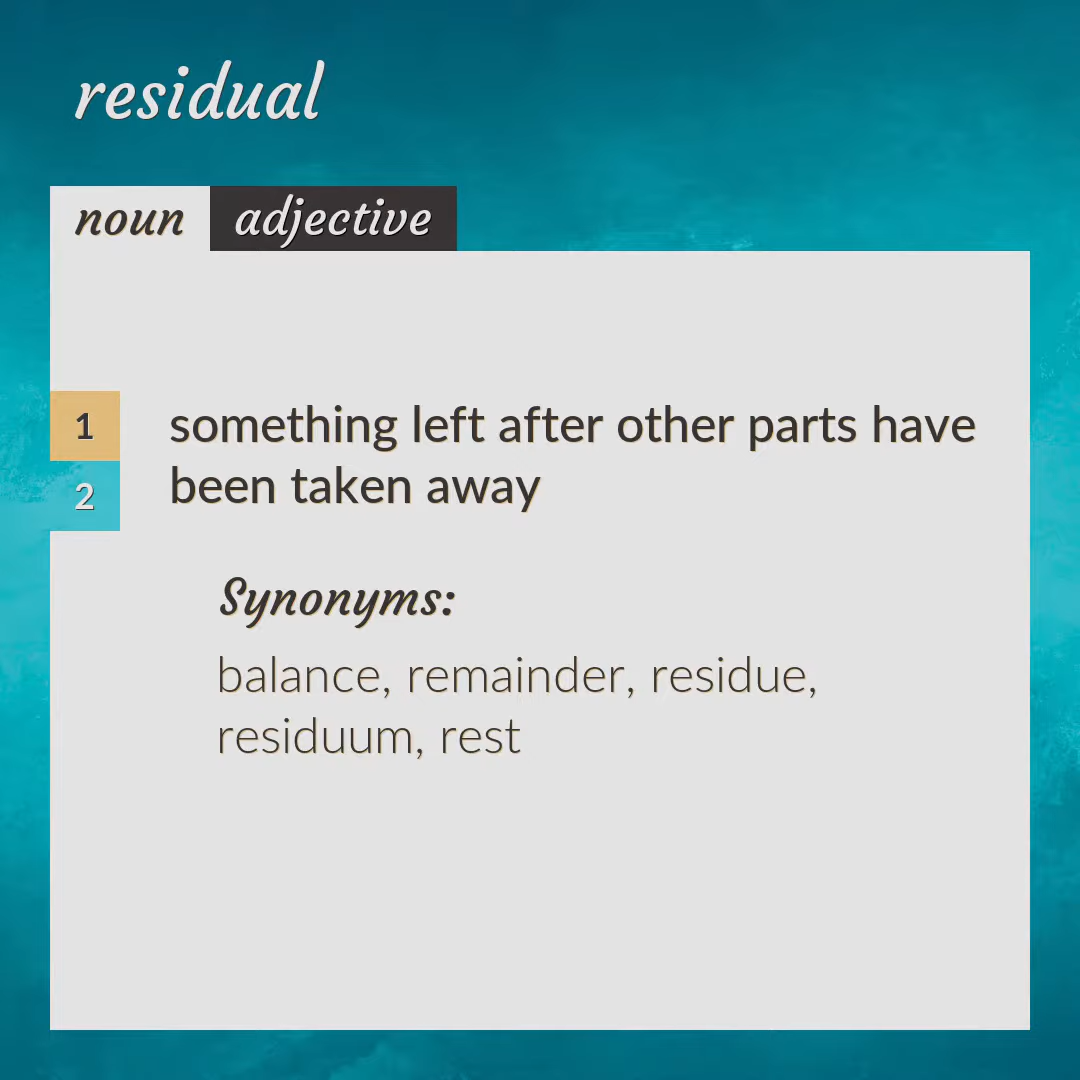 residual
noun adjective
1 something left after other parts have
2 been taken away
Synonyms:
balance, remainder, residue,
residuum, rest